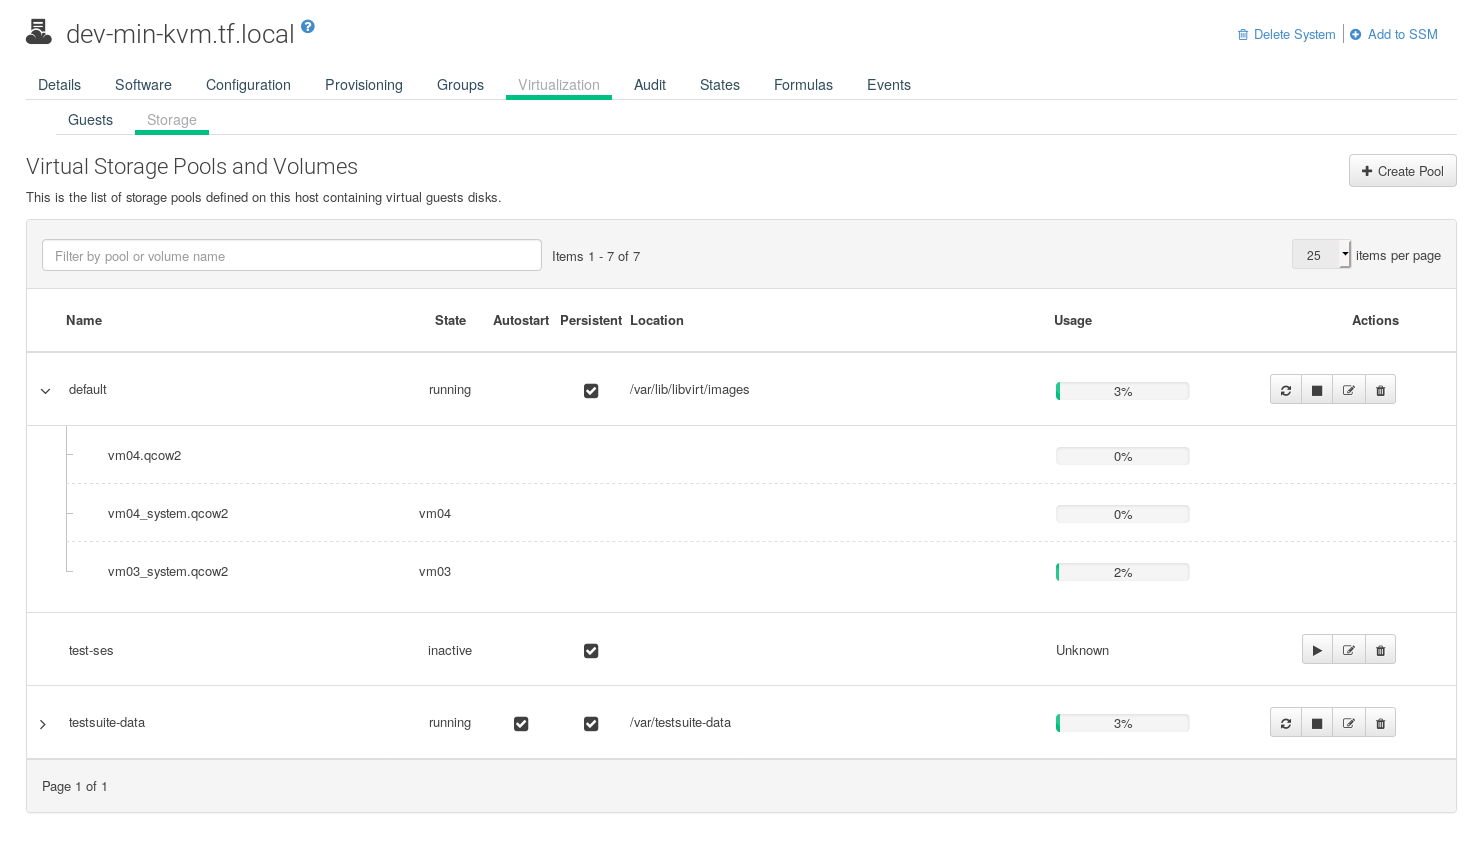 dev-min-kvm.tf.local
Delete System Add to SSM
Details Software Configuration Provisioning Groups Virtualization Audit States Formulas Events
Guests Storage
Virtual Storage Pools and Volumes
Create Pool
This is the list of storage pools defined on this host containing virtual guests disks.
Filter by pool or volume name Items 1 - 7 of 7 25 items per page
Name State Autostart Persistent Location Usage Actions
default running /var/lib/libvirt/images 3%
vm04.qcow2 0%
vm04_system.qcow2 vm04 0%
vm03_system.qcow2 vm03 2%
test-ses inactive Unknown
testsuite-data running /var/testsuite-data 3%
Page 1 of 1